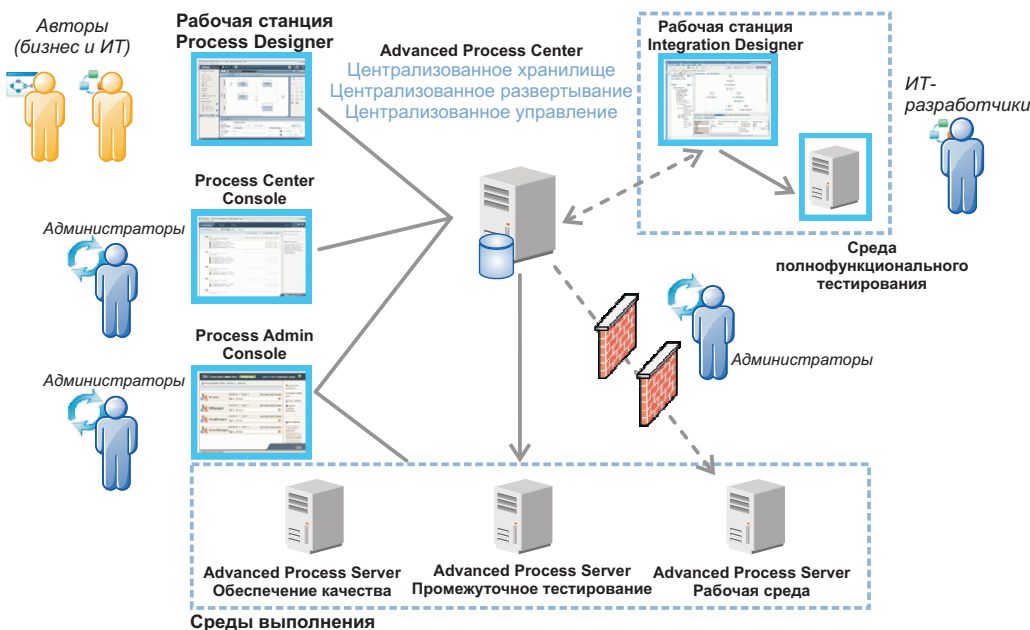 Авторы
(бизнес и ИТ)
Рабочая станция
Process Designer
Advanced Process Center
Централизованное хранилище
Централизованное развертывание
Централизованное управление
Рабочая станция
Integration Designer
ИТ-
разработчики
Process Center
Console
Администраторы
Среда
полнофункционального
тестирования
Process Admin
Console
Администраторы
Администраторы
Advanced Process Server
Обеспечение качества
Advanced Process Server
Промежуточное тестирование
Advanced Process Server
Рабочая среда
Среды выполнения